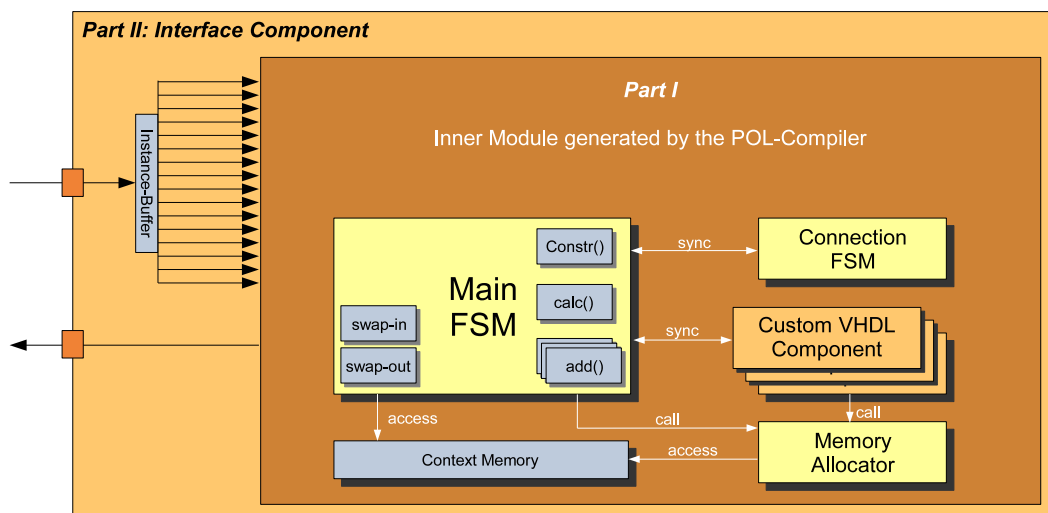 Part II: Interface Component
Part I
Inner Module generated by the POL-Compiler
Instance-Buffer
Constr()
sync
Connection
FSM
Main
FSM
calc()
swap-in
swap-out
add()
sync
Custom VHDL
Component
access
call
call
Context Memory
access
Memory
Allocator